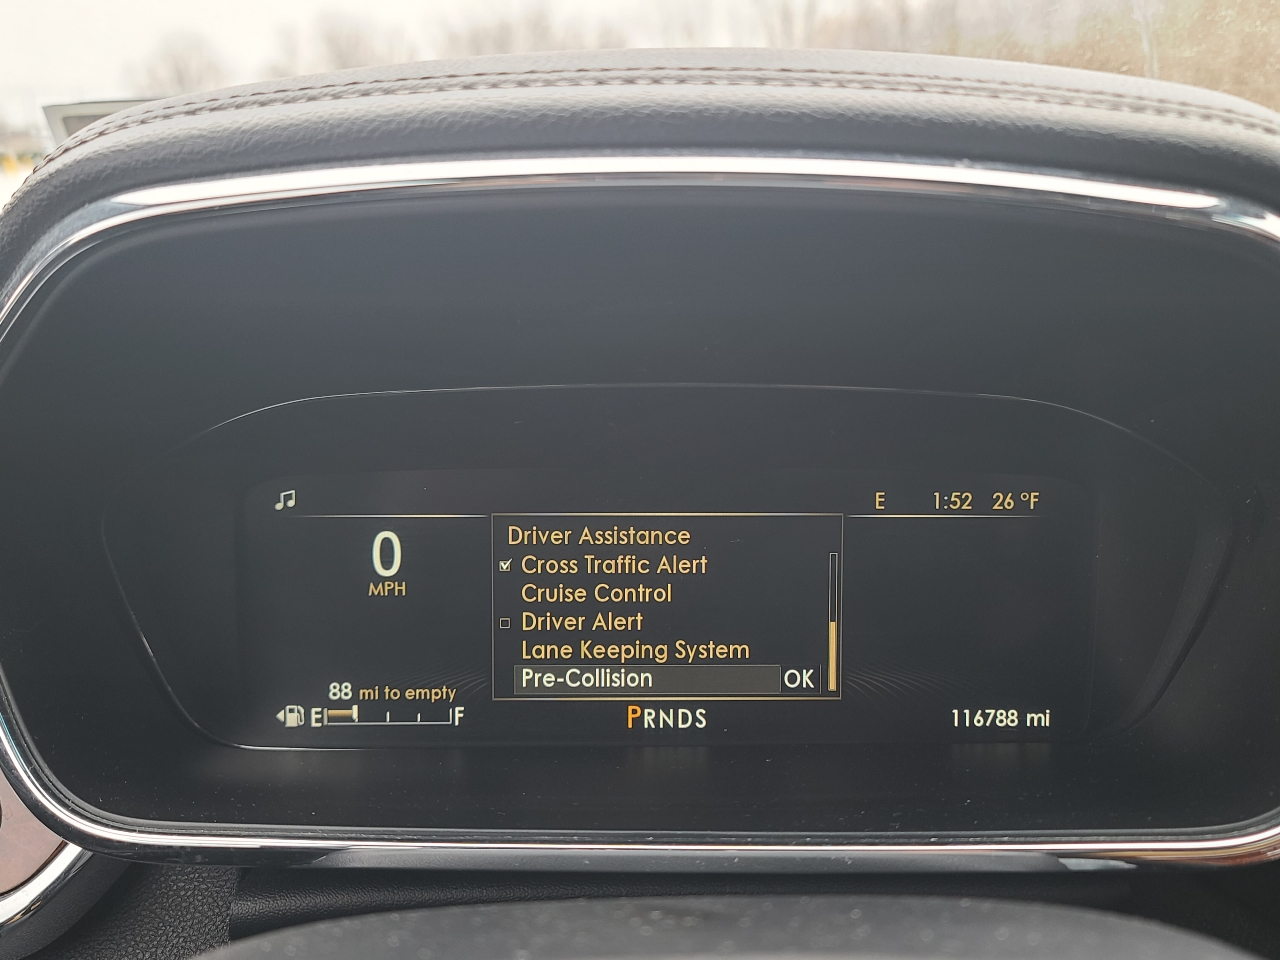 E 1:52 26 °F
0
MPH
Driver Assistance
Cross Traffic Alert
Cruise Control
Driver Alert
Lane Keeping System
Pre-Collision OK
88 mi to empty
E F
PRNDS
116788 mi